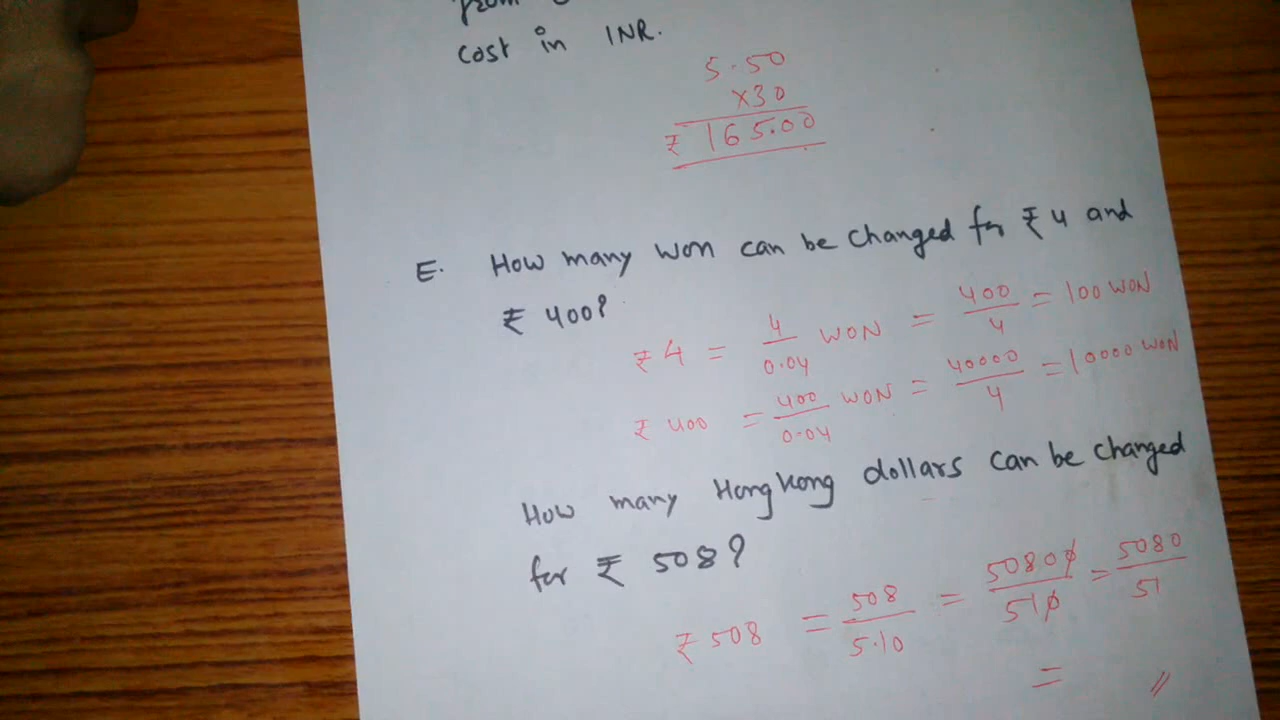 from
cost in INR.
5.50
×30
₹ 165.00
E. How many won can be changed for ₹ 4 and
₹ 400?
₹ 4 = 4/0.04 WON = 400/4 = 100 WON
₹ 400 = 400/0.04 WON = 40000/4 = 10000 WON
How many Hong Kong dollars can be changed
for ₹ 508?
₹ 508 = 508/5.10 = 50800/510 = 5080/51
= //